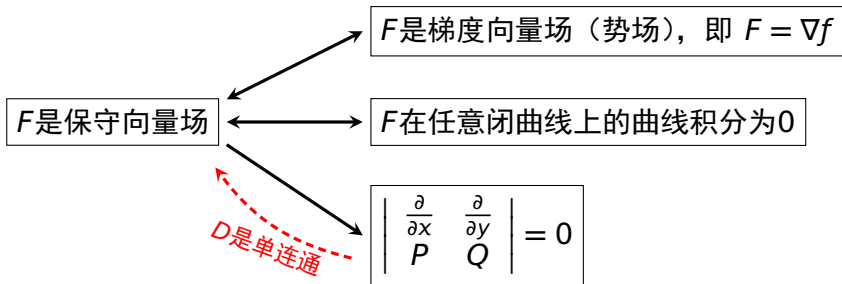 F是梯度向量场（势场），即 F = ∇f
F是保守向量场
F在任意闭曲线上的曲线积分为0
| ∂/∂x ∂/∂y |
| P Q | = 0
D是单连通